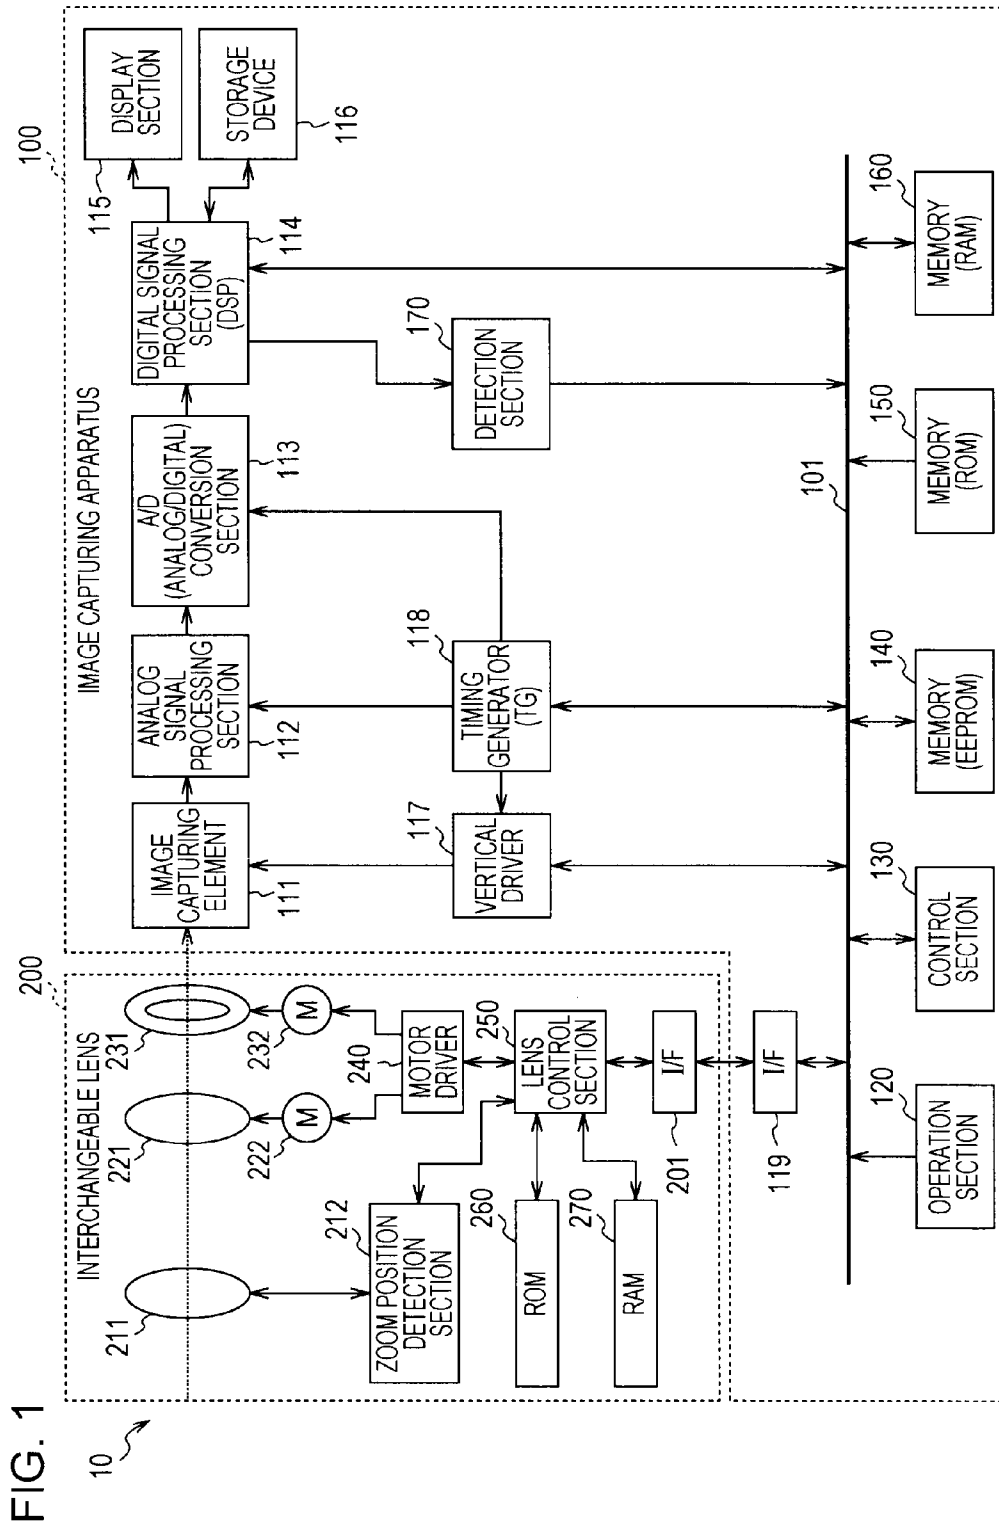 FIG. 1
10
200
INTERCHANGEABLE LENS
211
221
231
222
M
232
M
212
ZOOM POSITION
DETECTION
SECTION
240
MOTOR
DRIVER
250
LENS
CONTROL
SECTION
260
ROM
270
RAM
201
I/F
119
I/F
100
IMAGE CAPTURING APPARATUS
IMAGE
CAPTURING
ELEMENT
111
ANALOG
SIGNAL
PROCESSING
SECTION
112
A/D
(ANALOG/DIGITAL)
CONVERSION
SECTION
113
DIGITAL SIGNAL
PROCESSING
SECTION
(DSP)
114
115
DISPLAY
SECTION
STORAGE
DEVICE
116
117
VERTICAL
DRIVER
118
TIMING
GENERATOR
(TG)
170
DETECTION
SECTION
101
120
OPERATION
SECTION
130
CONTROL
SECTION
140
MEMORY
(EEPROM)
150
MEMORY
(ROM)
160
MEMORY
(RAM)